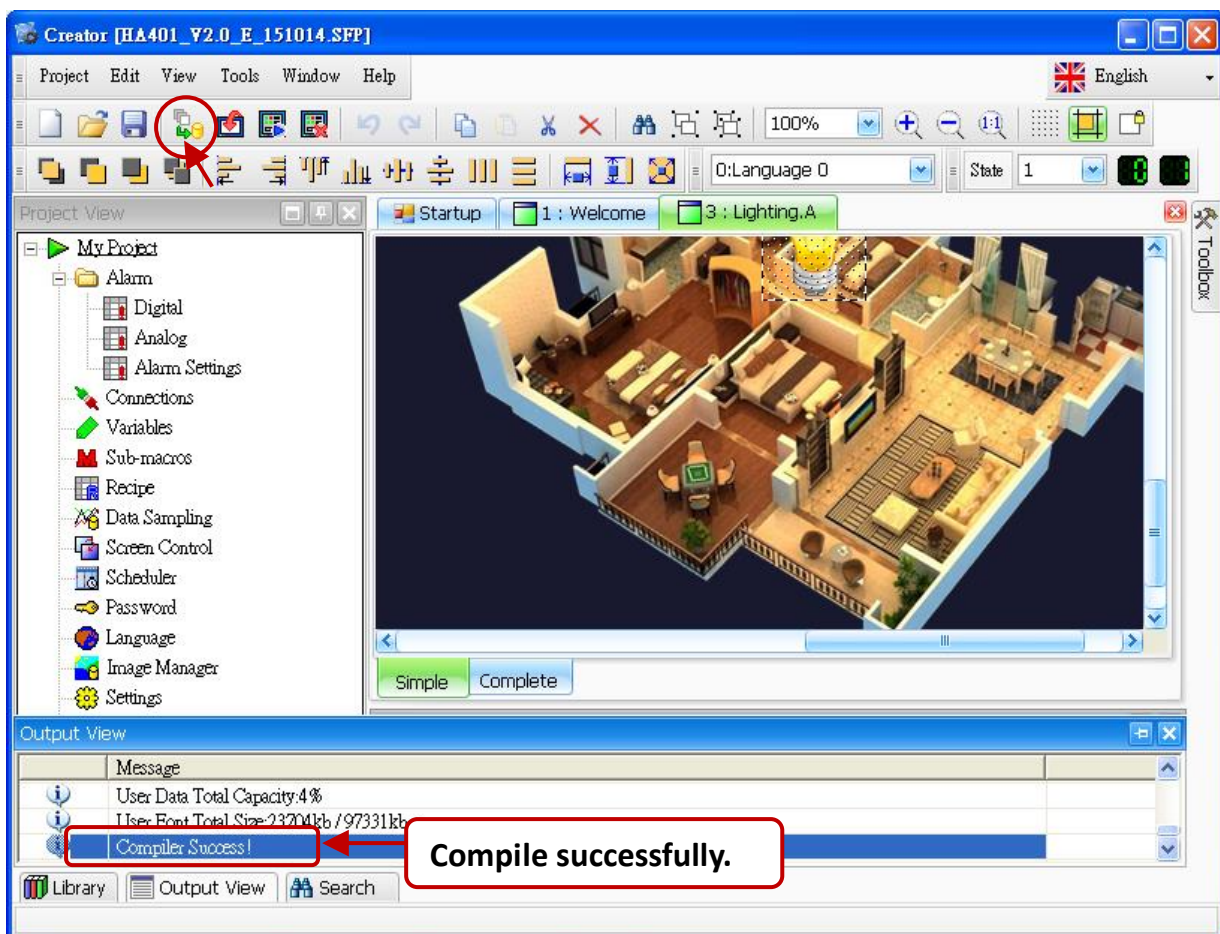 Creator [HA401_V2.0_E_151014.SFP]
Project Edit View Tools Window Help English
100% 1:1
0:Language 0 State 1
Project View
Startup 1 : Welcome 3 : Lighting.A
Toolbox
My Project
Alarm
Digital
Analog
Alarm Settings
Connections
Variables
Sub-macros
Recipe
Data Sampling
Screen Control
Scheduler
Password
Language
Image Manager
Settings
Simple Complete
Output View
Message
User Data Total Capacity:4%
User Font Total Size:23704kb / 97331kb
Compiler Success!
Compile successfully.
Library Output View Search